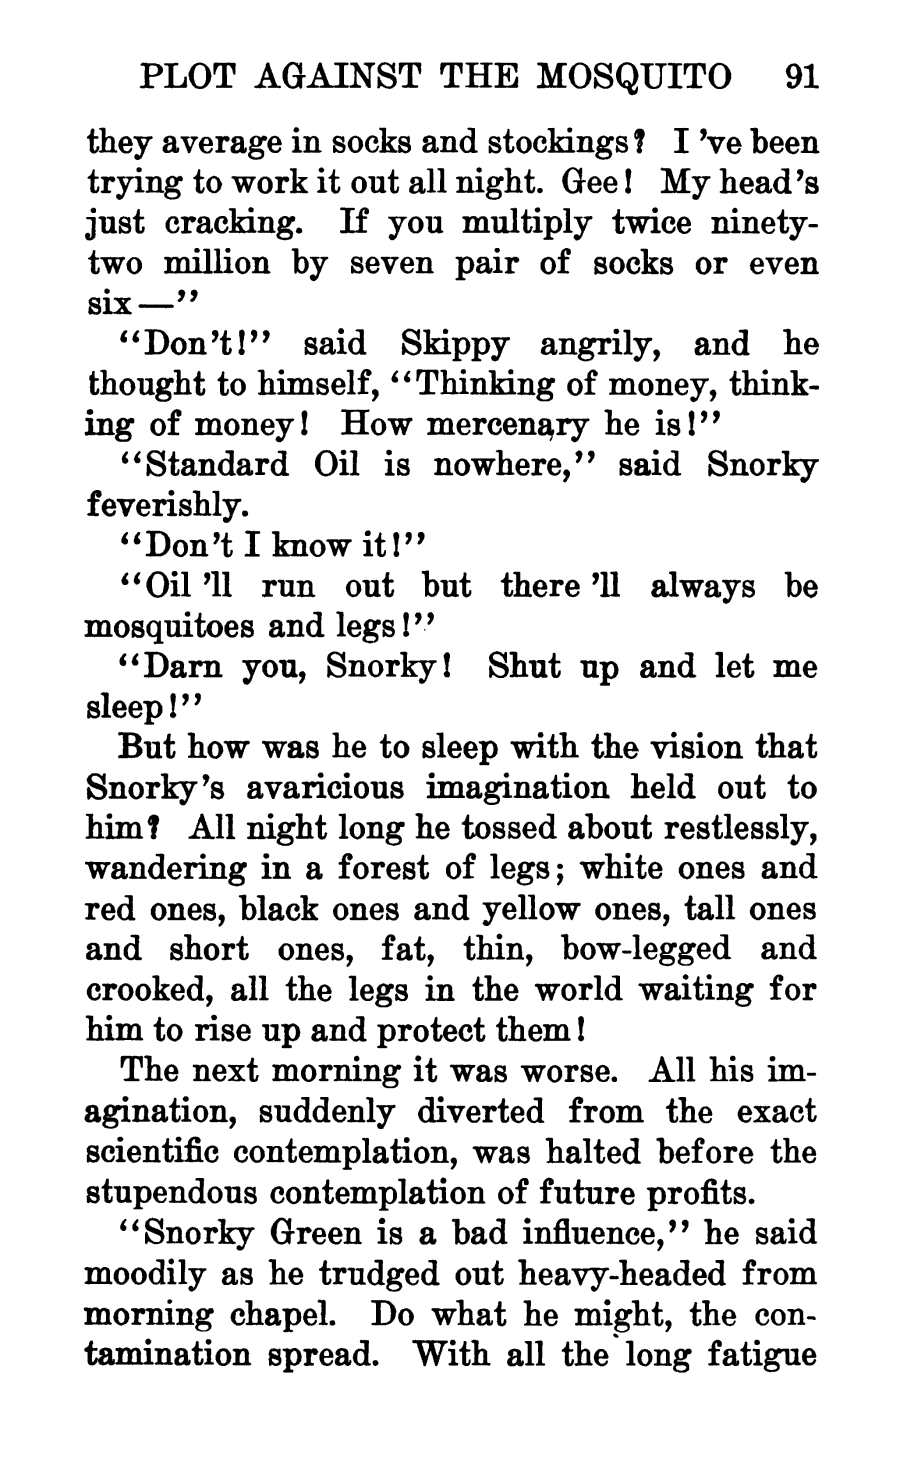 PLOT AGAINST THE MOSQUITO 91
they average in socks and stockings? I 've been
trying to work it out all night. Gee! My head's
just cracking. If you multiply twice ninety-
two million by seven pair of socks or even
six—"
"Don't!" said Skippy angrily, and he
thought to himself, "Thinking of money, think-
ing of money! How mercenary he is!"
"Standard Oil is nowhere," said Snorky
feverishly.
"Don't I know it!"
"Oil 'll run out but there 'll always be
mosquitoes and legs!"
"Darn you, Snorky! Shut up and let me
sleep!"
But how was he to sleep with the vision that
Snorky's avaricious imagination held out to
him? All night long he tossed about restlessly,
wandering in a forest of legs; white ones and
red ones, black ones and yellow ones, tall ones
and short ones, fat, thin, bow-legged and
crooked, all the legs in the world waiting for
him to rise up and protect them!
The next morning it was worse. All his im-
agination, suddenly diverted from the exact
scientific contemplation, was halted before the
stupendous contemplation of future profits.
"Snorky Green is a bad influence," he said
moodily as he trudged out heavy-headed from
morning chapel. Do what he might, the con-
tamination spread. With all the long fatigue